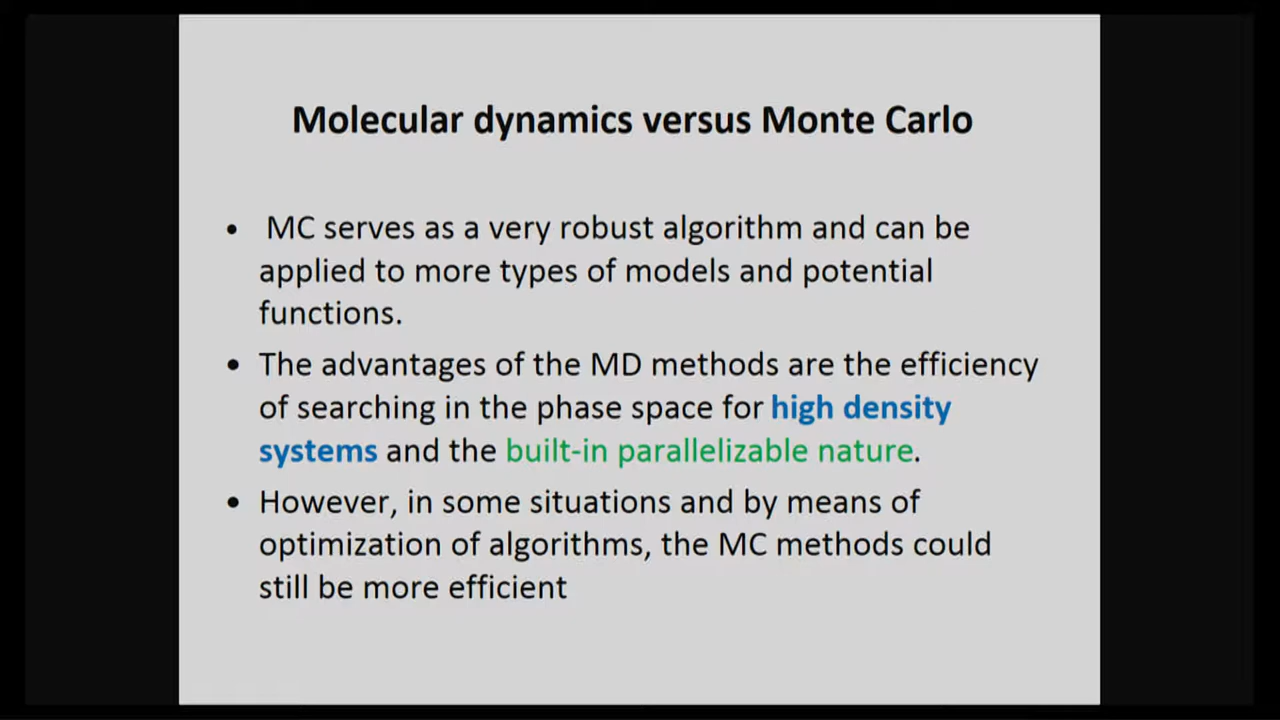 Molecular dynamics versus Monte Carlo
• MC serves as a very robust algorithm and can be
applied to more types of models and potential
functions.
• The advantages of the MD methods are the efficiency
of searching in the phase space for high density
systems and the built-in parallelizable nature.
• However, in some situations and by means of
optimization of algorithms, the MC methods could
still be more efficient